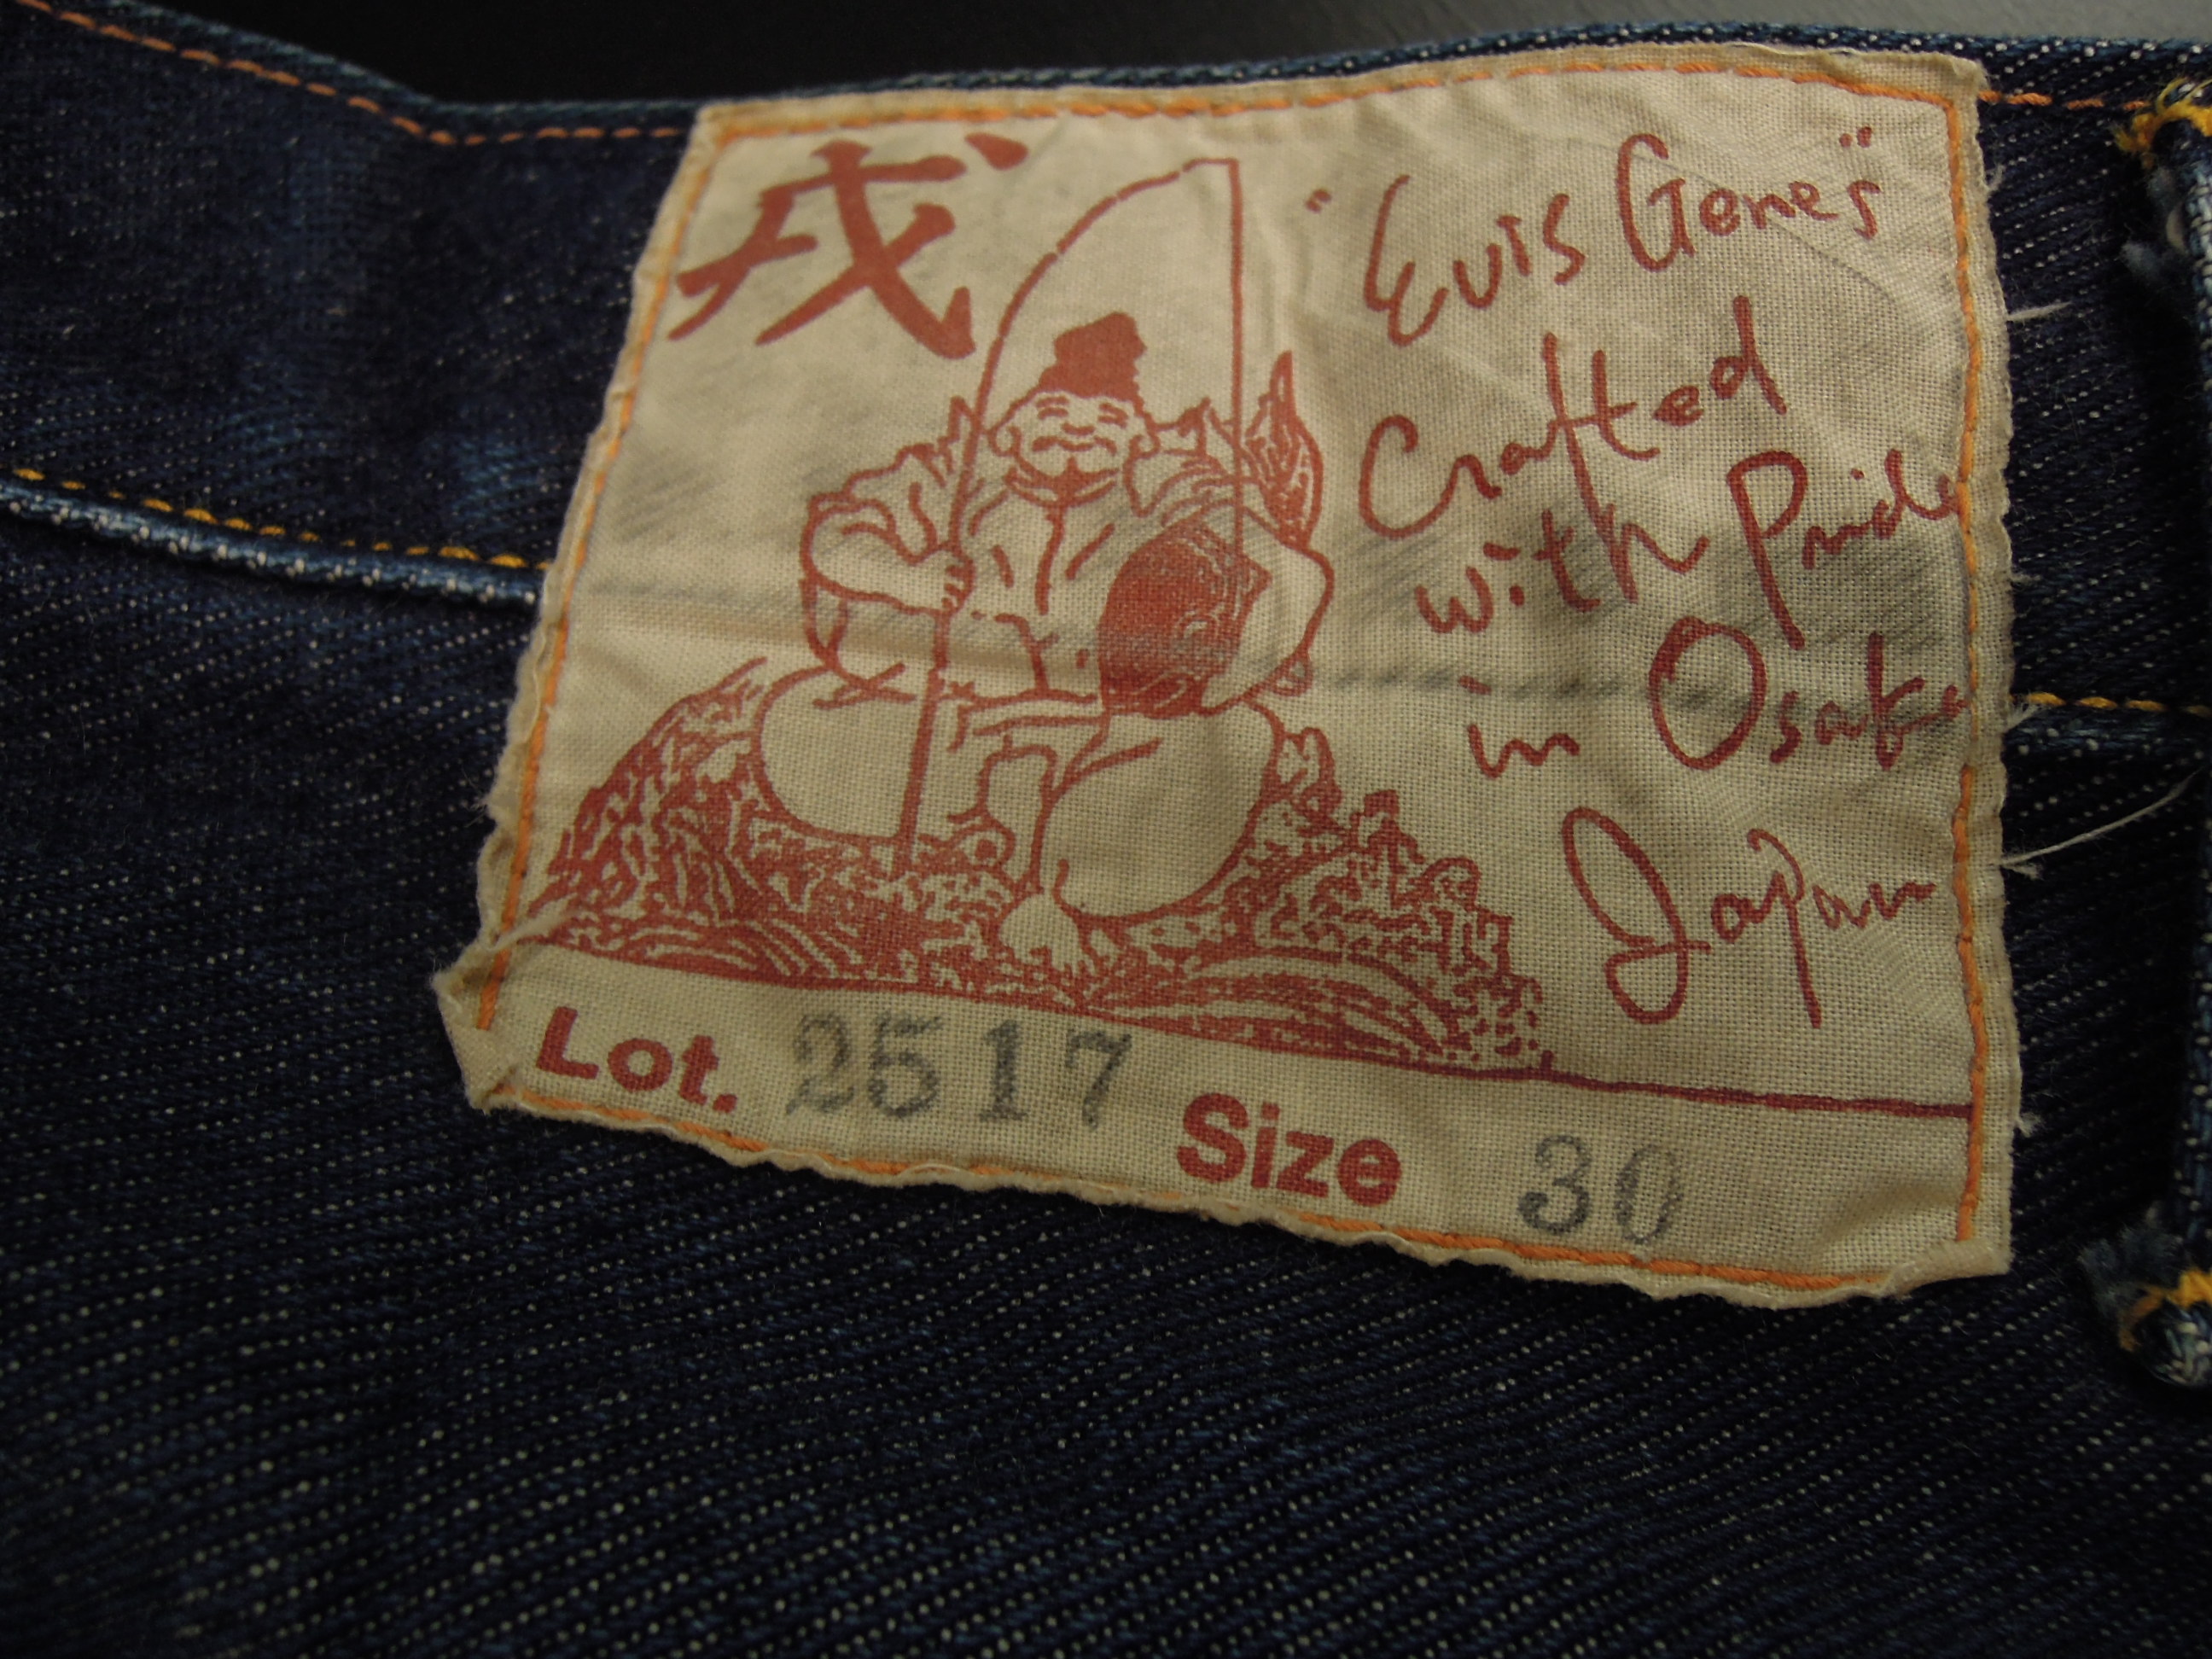 戎
"Evis Genes"
Crafted
with Pride
in Osaka
Japan
Lot. 2517 Size 30